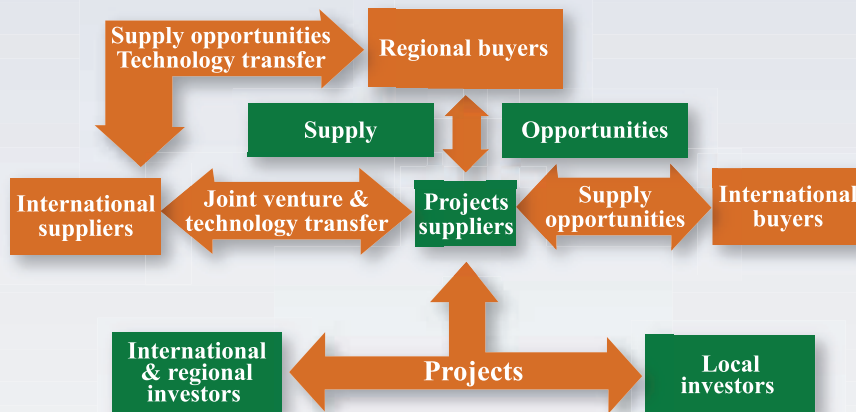 Supply opportunities
Technology transfer
Regional buyers
Supply
Opportunities
International
suppliers
Joint venture &
technology transfer
Projects
suppliers
Supply
opportunities
International
buyers
International
& regional
investors
Projects
Local
investors